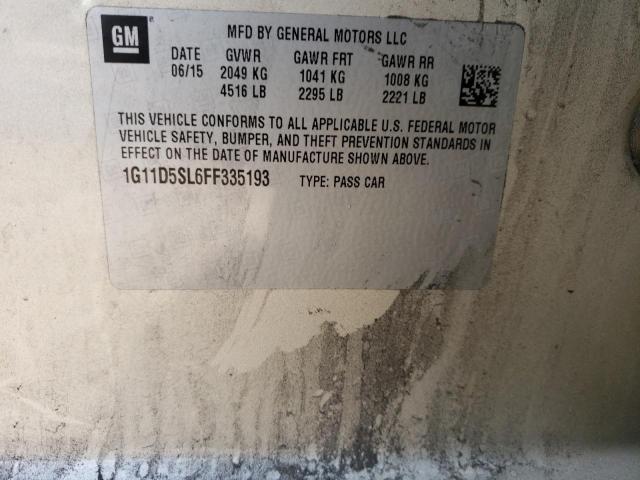 GM
MFD BY GENERAL MOTORS LLC
DATE GVWR GAWR FRT GAWR RR
06/15 2049 KG 1041 KG 1008 KG
4516 LB 2295 LB 2221 LB
THIS VEHICLE CONFORMS TO ALL APPLICABLE U.S. FEDERAL MOTOR
VEHICLE SAFETY, BUMPER, AND THEFT PREVENTION STANDARDS IN
EFFECT ON THE DATE OF MANUFACTURE SHOWN ABOVE.
1G11D5SL6FF335193 TYPE: PASS CAR